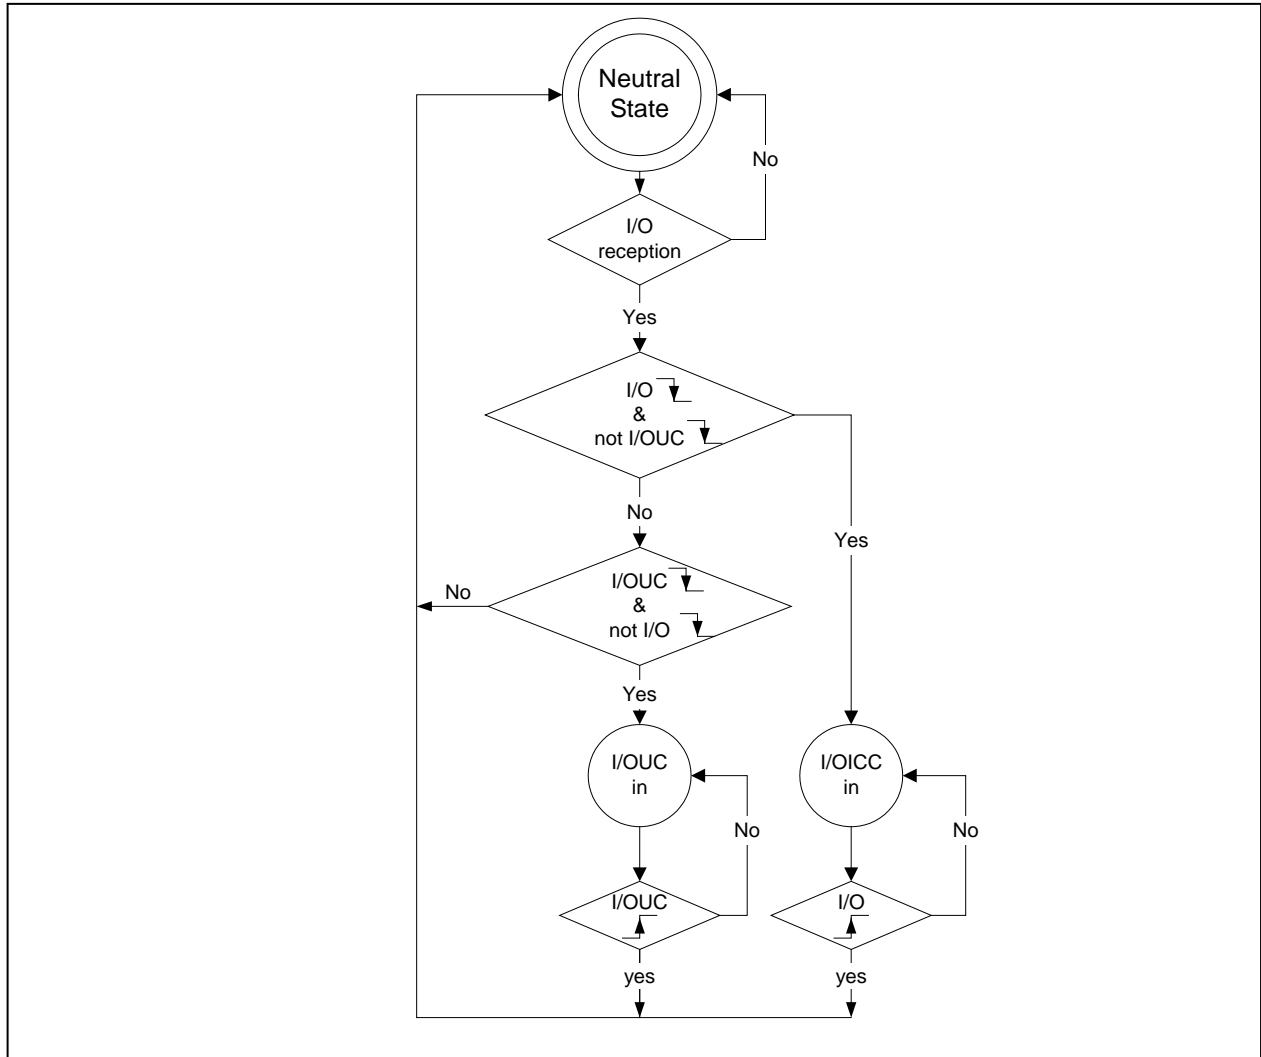 Neutral
State
No
I/O
reception
Yes
I/O
&
not I/OUC
No
Yes
I/OUC
&
not I/O
No
Yes
I/OUC
in
I/OICC
in
No
No
I/OUC
I/O
yes
yes